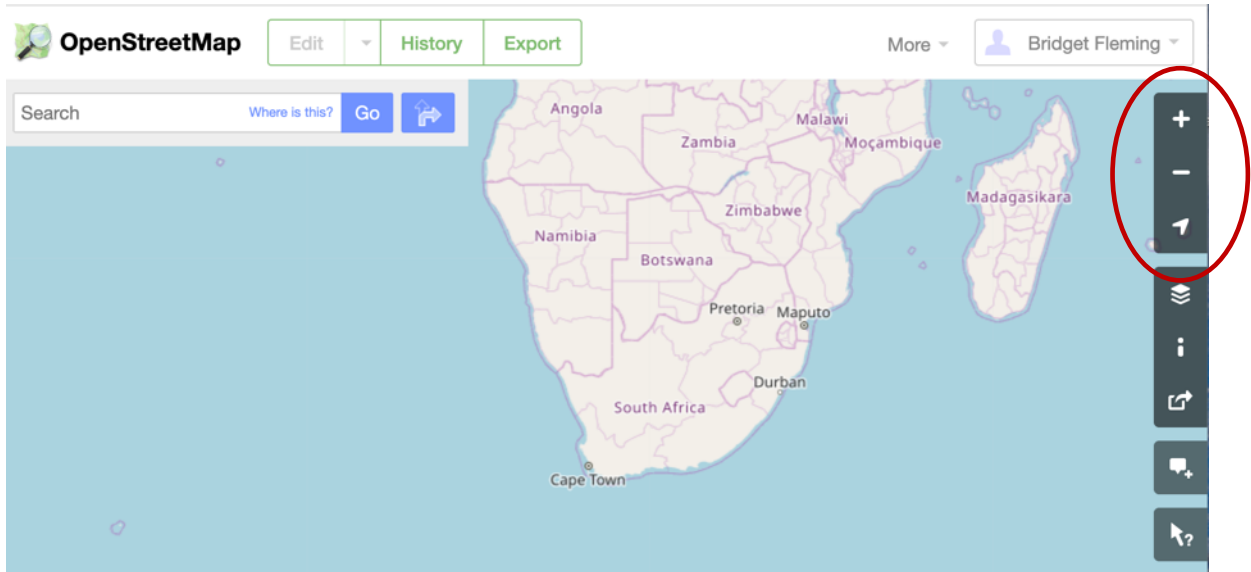 OpenStreetMap Edit History Export More Bridget Fleming
Search Where is this? Go
Angola
Malawi
Zambia
Moçambique
Madagasikara
Zimbabwe
Namibia
Botswana
Pretoria
Maputo
Durban
South Africa
Cape Town